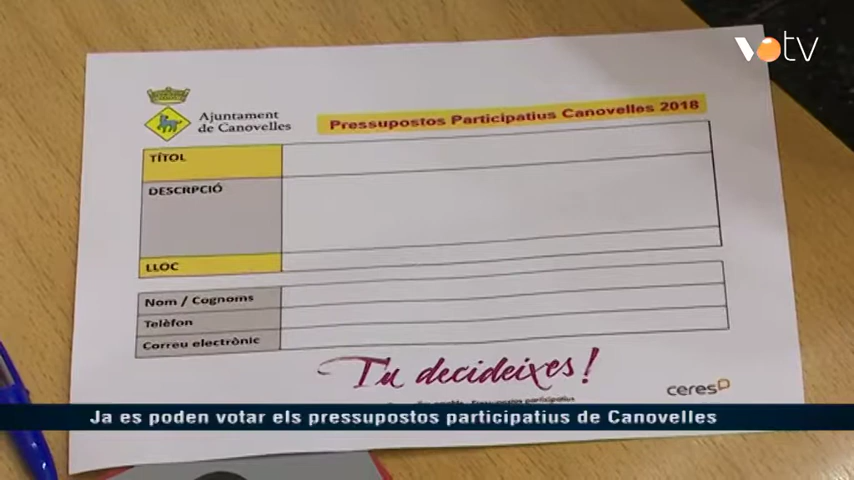 votv
Ajuntament
de Canovelles
Pressupostos Participatius Canovelles 2018
TÍTOL
DESCRPCIÓ
LLOC
Nom / Cognoms
Telèfon
Correu electrònic
Tu decideixes!
ceres
Ja es poden votar els pressupostos participatius de Canovelles